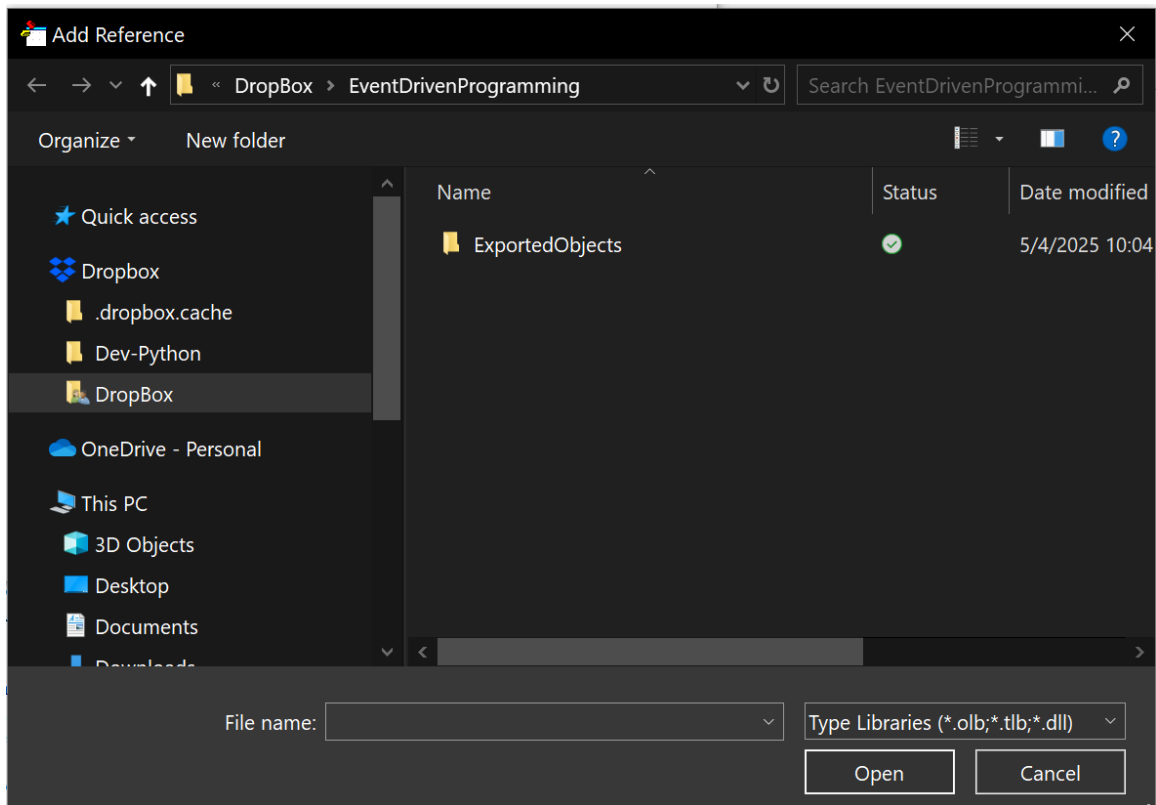 Add Reference
« DropBox > EventDrivenProgramming
Search EventDrivenProgrammi...
Organize
New folder
?
Quick access
Dropbox
.dropbox.cache
Dev-Python
DropBox
OneDrive - Personal
This PC
3D Objects
Desktop
Documents
Downloads
Name Status Date modified
ExportedObjects 5/4/2025 10:04
File name:
Type Libraries (*.olb;*.tlb;*.dll)
Open Cancel